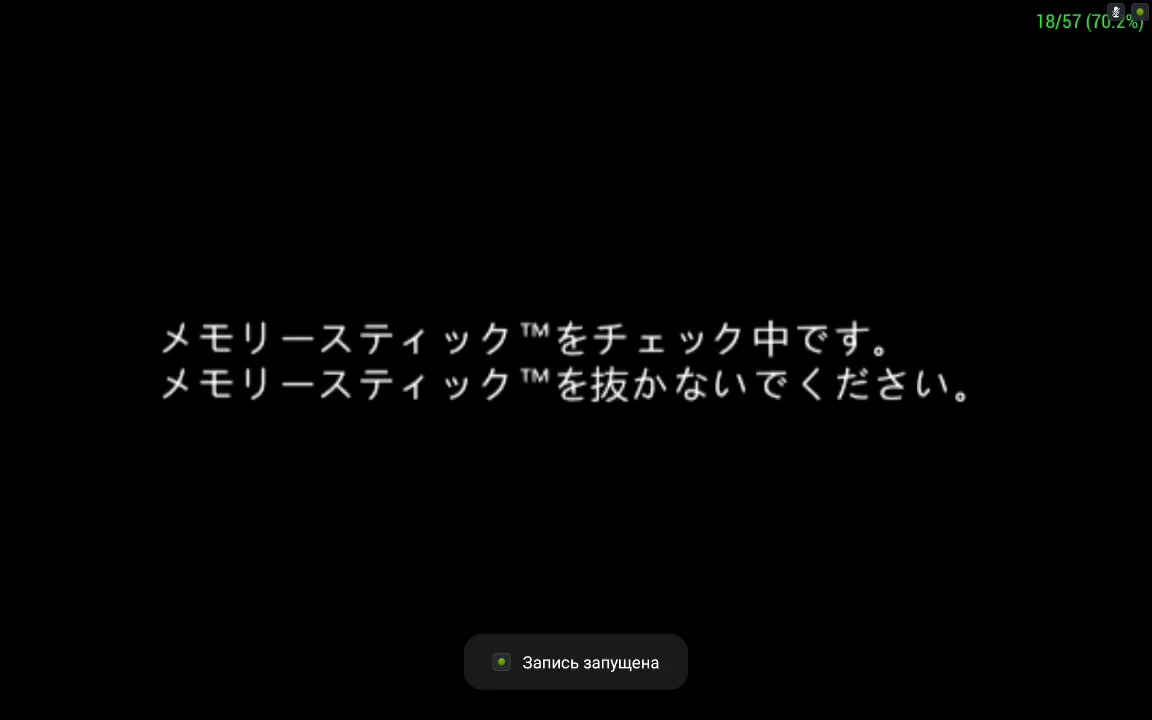 18/57 (70.2%)
メモリースティック™をチェック中です。
メモリースティック™を抜かないでください。
Запись запущена